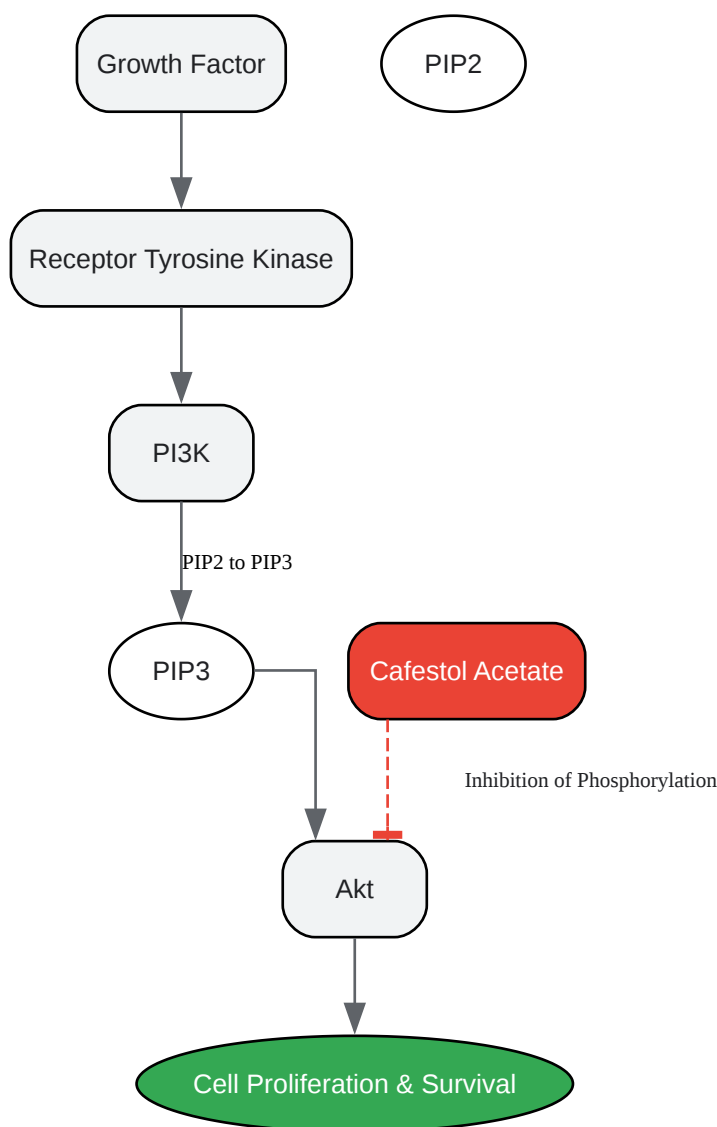 Growth Factor
PIP2
Receptor Tyrosine Kinase
PI3K
PIP2 to PIP3
PIP3
Cafestol Acetate
Inhibition of Phosphorylation
Akt
Cell Proliferation & Survival